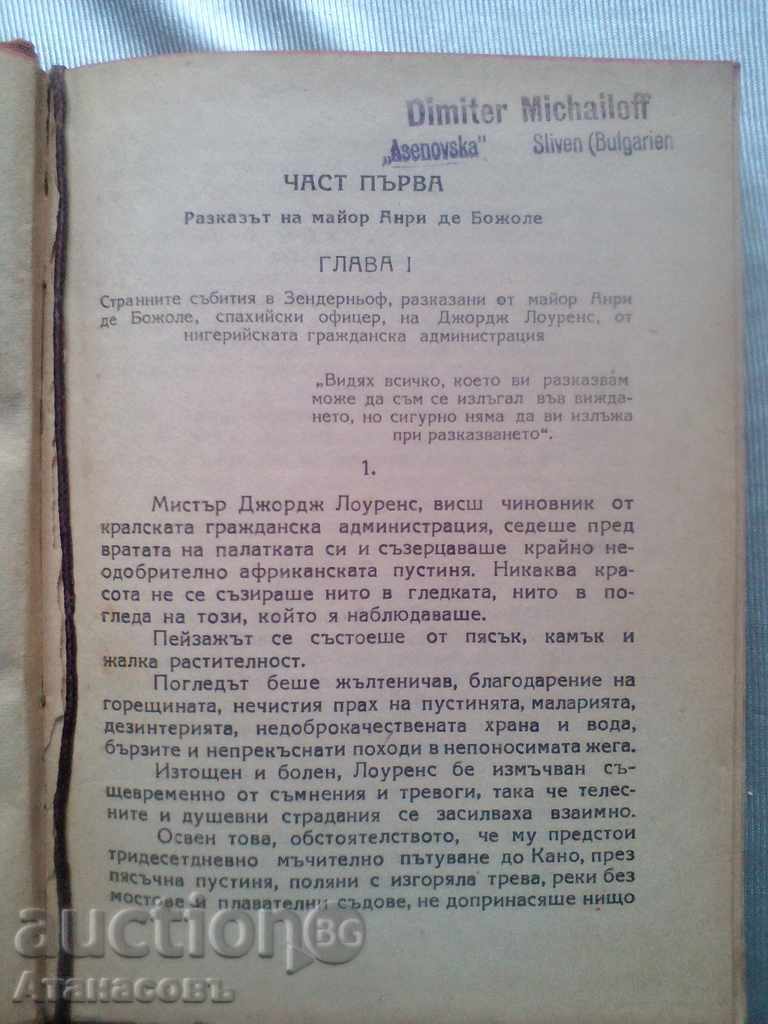 Dimiter Michailoff
„Asenovska" Sliven (Bulgarien
ЧАСТ ПЪРВА
Разказът на майор Анри де Божоле
ГЛАВА I
Странните събития в Зендерньоф, разказани от майор Анри
де Божоле, спахийски офицер, на Джордж Лоуренс, от
нигерийската гражданска администрация
„Видях всичко, което ви разказвам
може да съм се излъгал във виждa-
нето, но сигурно няма да ви излъжа
при разказването“.
1.
Мистър Джордж Лоуренс, висш чиновник от
кралската гражданска администрация, седеше пред
вратата на палатката си и съзерцаваше крайно не-
одобрително африканската пустиня. Никаква кра-
сота не се съзираше нито в гледката, нито в по-
гледа на този, който я наблюдаваше.
Пейзажът се състоеше от пясък, камък и
жалка растителност.
Погледът беше жълтеничав, благодарение на
горещината, нечистия прах на пустинята, маларията,
дезинтерията, недоброкачествената храна и вода,
бързите и непрекъснати походи в непоносимата жега.
Изтощен и болен, Лоуренс бе измъчван съ-
щевременно от съмнения и тревоги, така че телес-
ните и душевни страдания се засилваха взаимно.
Освен това, обстоятелството, че му предстои
тридесетдневно мъчително пътуване до Кано, през
пясъчна пустиня, поляни с изгоряла трева, реки без
мостове и плавателни съдове, не допринасяше нищо
auction BG
Атанасовъ